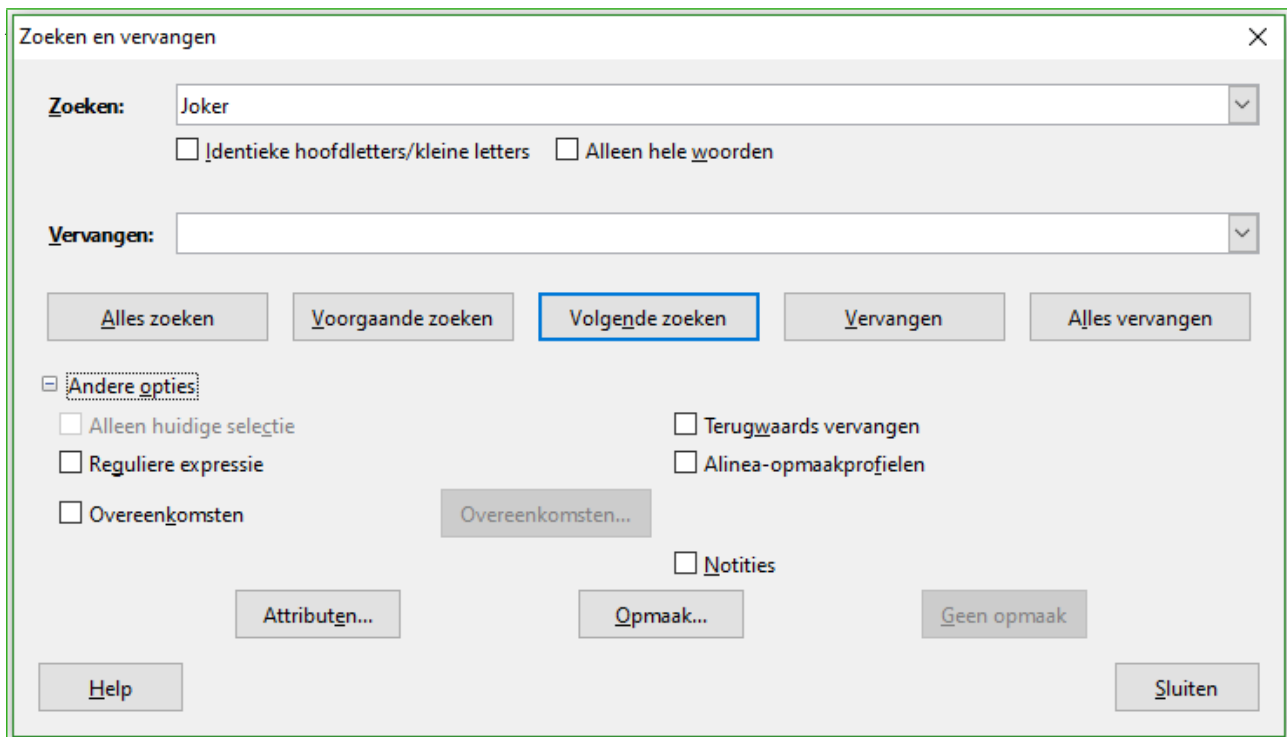 Zoeken en vervangen
Zoeken: Joker
Identieke hoofdletters/kleine letters Alleen hele woorden
Vervangen:
Alles zoeken Voorgaande zoeken Volgende zoeken Vervangen Alles vervangen
Andere opties
Alleen huidige selectie Terugwaards vervangen
Reguliere expressie Alinea-opmaakprofielen
Overeenkomsten Overeenkomsten...
Notities
Attributen... Opmaak... Geen opmaak
Help Sluiten